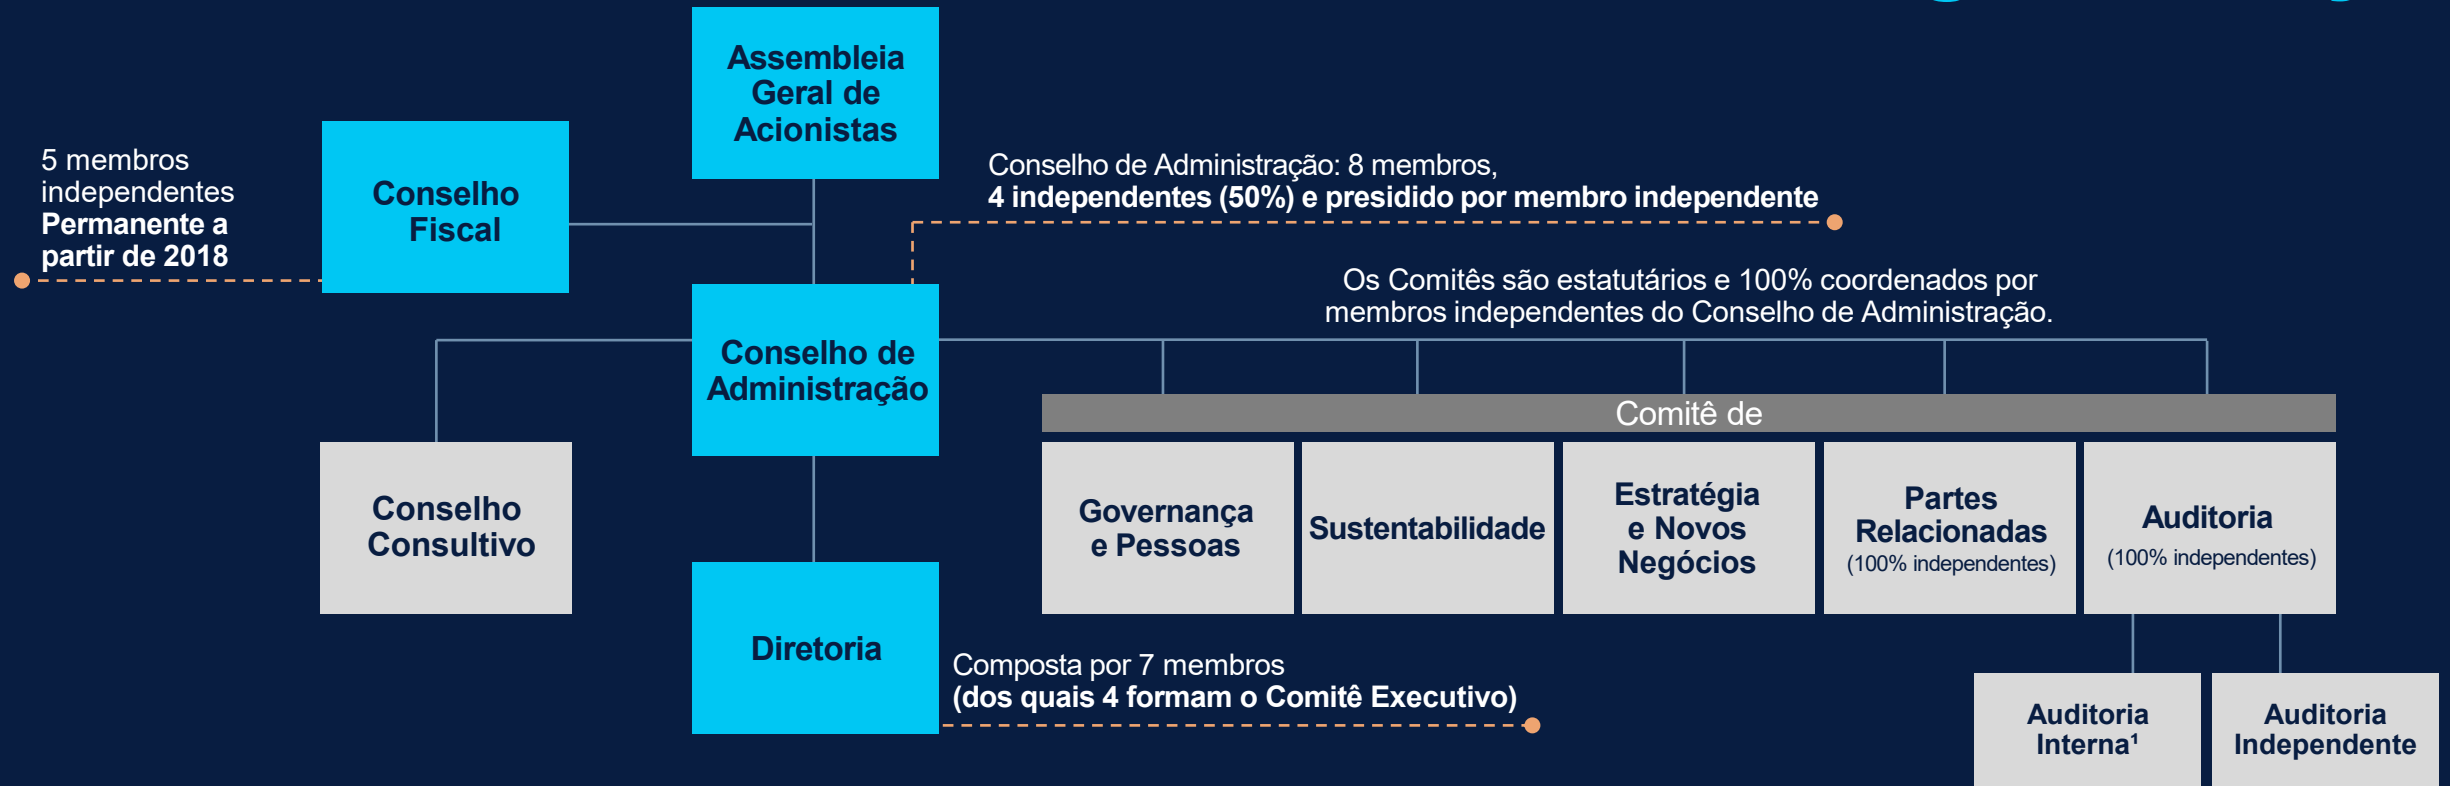 Assembleia
Geral de
Acionistas
5 membros
independentes
Permanente a
partir de 2018
Conselho
Fiscal
Conselho de Administração: 8 membros,
4 independentes (50%) e presidido por membro independente
Os Comitês são estatutários e 100% coordenados por
membros independentes do Conselho de Administração.
Conselho de
Administração
Comitê de
Conselho
Consultivo
Governança
e Pessoas
Sustentabilidade
Estratégia
e Novos
Negócios
Partes
Relacionadas
(100% independentes)
Auditoria
(100% independentes)
Diretoria
Composta por 7 membros
(dos quais 4 formam o Comitê Executivo)
Auditoria
Interna¹
Auditoria
Independente